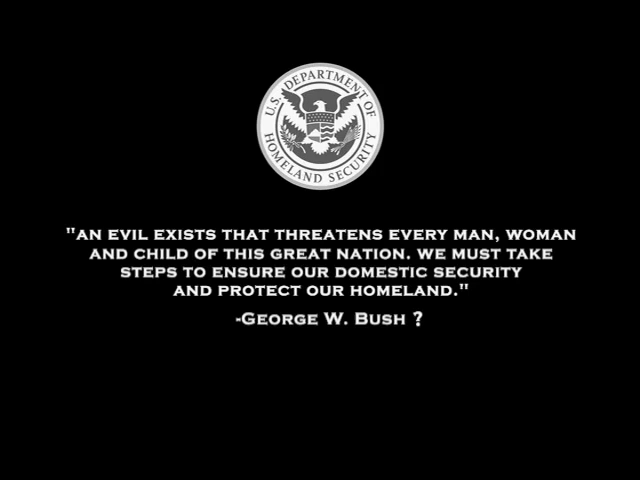 U.S. DEPARTMENT OF
HOMELAND SECURITY
"AN EVIL EXISTS THAT THREATENS EVERY MAN, WOMAN
AND CHILD OF THIS GREAT NATION. WE MUST TAKE
STEPS TO ENSURE OUR DOMESTIC SECURITY
AND PROTECT OUR HOMELAND."
-GEORGE W. BUSH ?